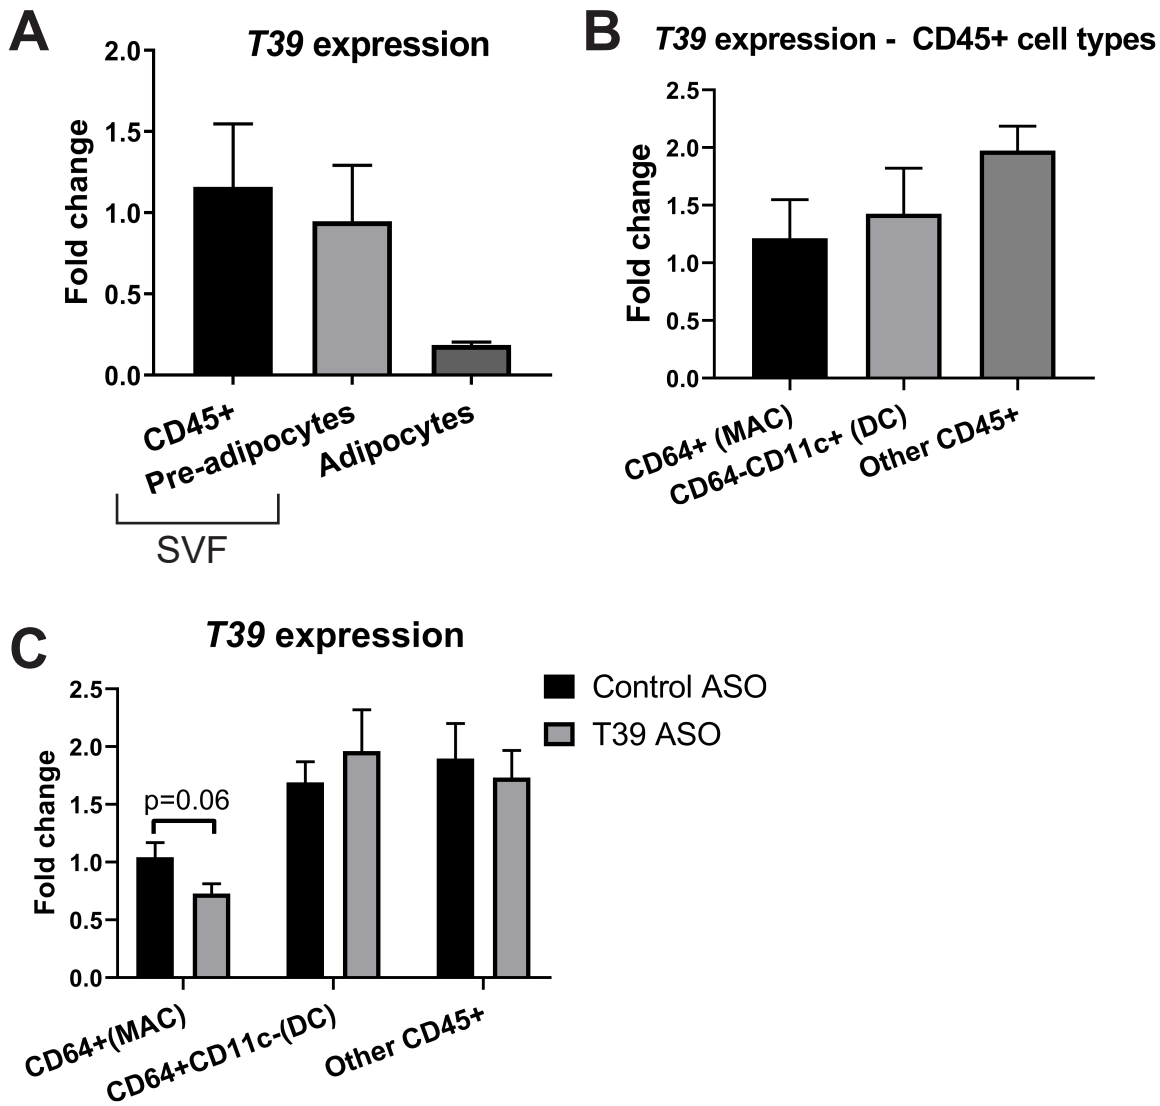 A
T39 expression
Fold change
2.0
1.5
1.0
0.5
0.0
CD45+
Pre-adipocytes
Adipocytes
SVF
B
T39 expression - CD45+ cell types
Fold change
2.5
2.0
1.5
1.0
0.5
0.0
CD64+ (MAC)
CD64-CD11c+ (DC)
Other CD45+
C
T39 expression
Fold change
2.5
2.0
1.5
1.0
0.5
0.0
p=0.06
Control ASO
T39 ASO
CD64+(MAC)
CD64+CD11c-(DC)
Other CD45+